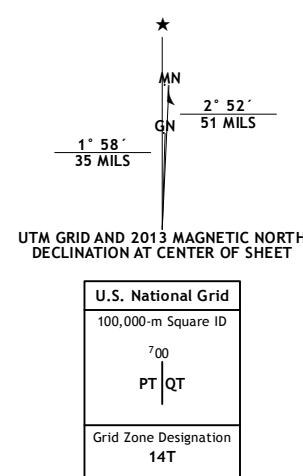 ★
MN
GN
2° 52´
51 MILS
1° 58´
35 MILS
UTM GRID AND 2013 MAGNETIC NORTH
DECLINATION AT CENTER OF SHEET
U.S. National Grid
100,000-m Square ID
⁷00
PT QT
Grid Zone Designation
14T